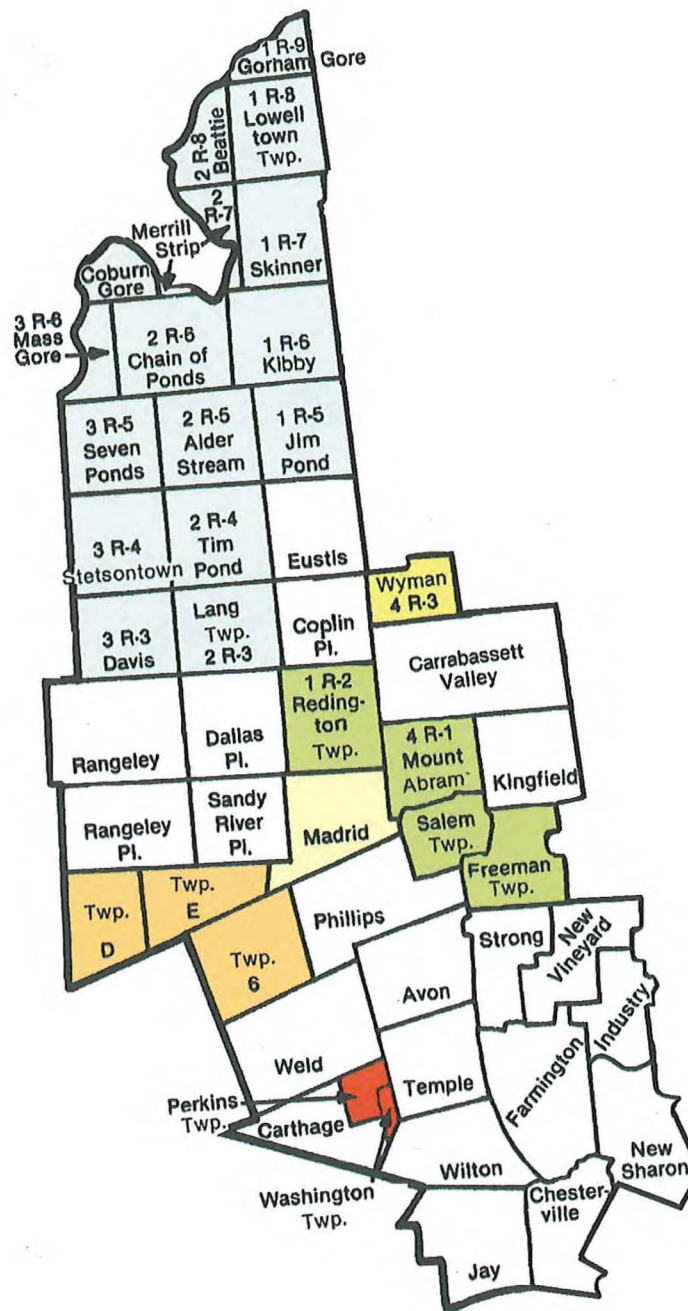 1 R-9
Gorham Gore
1 R-8
Lowell
town
Twp.
2 R-8
Beattie
2
R-7
Merrill
Strip
1 R-7
Skinner
Coburn
Gore
3 R-6
Mass
Gore
2 R-6
Chain of
Ponds
1 R-6
Kibby
3 R-5
Seven
Ponds
2 R-5
Alder
Stream
1 R-5
Jim
Pond
3 R-4
Stetsontown
2 R-4
Tim
Pond
Eustis
Wyman
4 R-3
3 R-3
Davis
Lang
Twp.
2 R-3
Coplin
Pl.
Carrabassett
Valley
Rangeley
Dallas
Pl.
1 R-2
Reding-
ton
Twp.
4 R-1
Mount
Abram
Kingfield
Rangeley
Pl.
Sandy
River
Pl.
Madrid
Salem
Twp.
Freeman
Twp.
Twp.
D
Twp.
E
Twp.
6
Phillips
Strong
New
Vineyard
Avon
Industry
Weld
Temple
Farmington
Perkins
Twp.
Carthage
Washington
Twp.
Wilton
New
Sharon
Chester-
ville
Jay